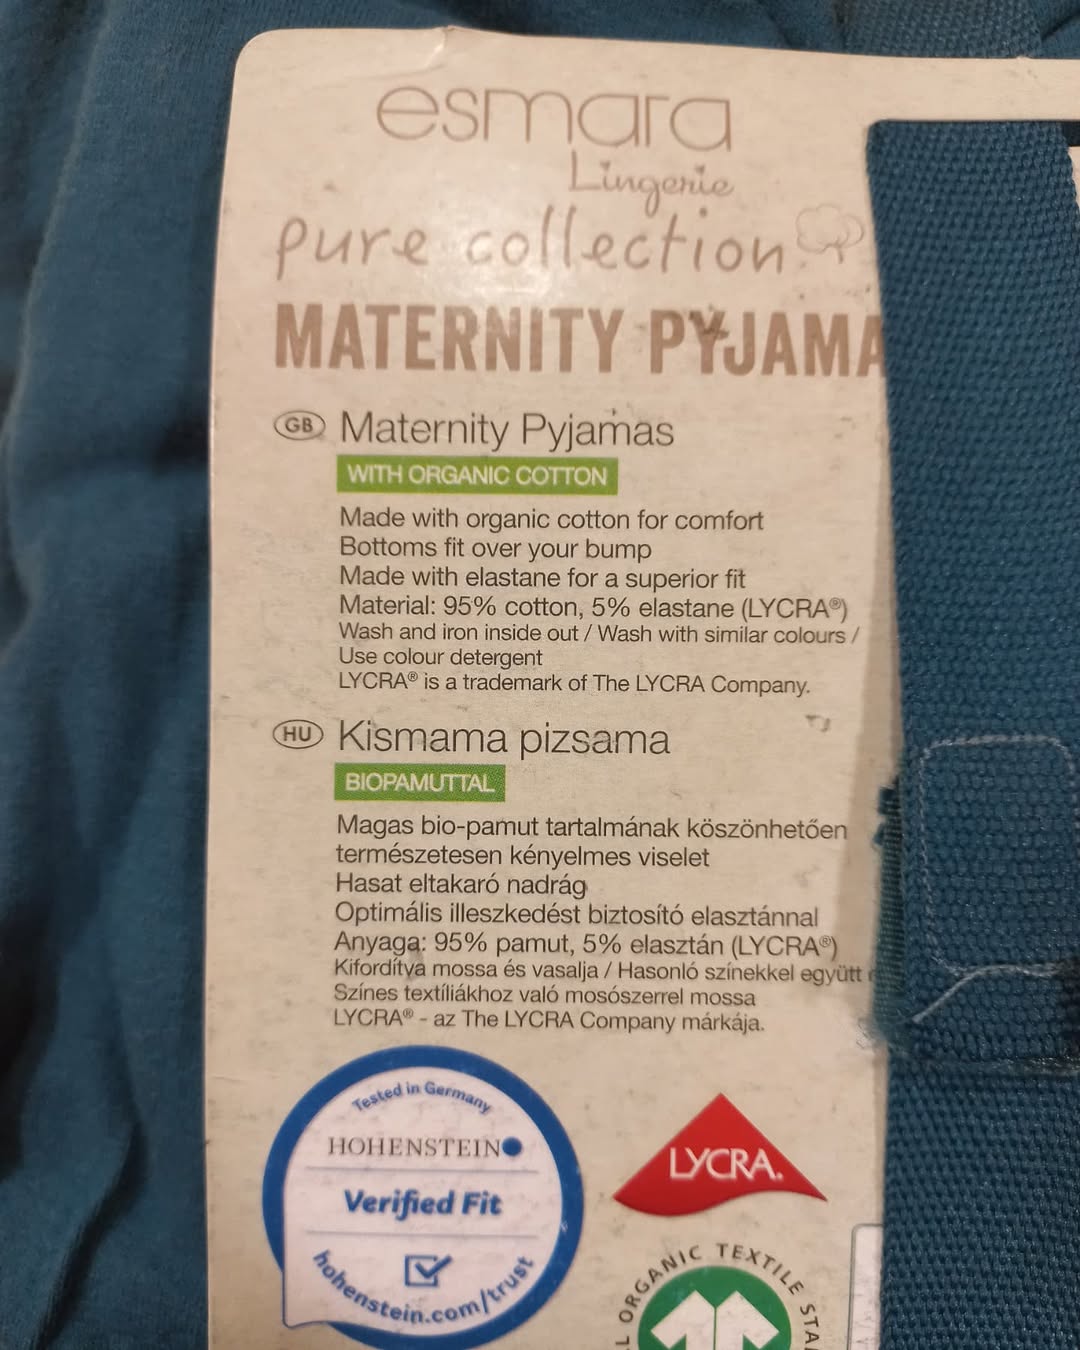 esmara
Lingerie
pure collection
MATERNITY PYJAMA
GB Maternity Pyjamas
WITH ORGANIC COTTON
Made with organic cotton for comfort
Bottoms fit over your bump
Made with elastane for a superior fit
Material: 95% cotton, 5% elastane (LYCRA®)
Wash and iron inside out / Wash with similar colours /
Use colour detergent
LYCRA® is a trademark of The LYCRA Company.
HU Kismama pizsama
BIOPAMUTTAL
Magas bio-pamut tartalmának köszönhetően
természetesen kényelmes viselet
Hasat eltakaró nadrág
Optimális illeszkedést biztosító elasztánnal
Anyaga: 95% pamut, 5% elasztán (LYCRA®)
Kifordítva mossa és vasalja / Hasonló színekkel együtt
Színes textíliákhoz való mosószerrel mossa
LYCRA® - az The LYCRA Company márkája.
Tested in Germany
HOHENSTEIN
Verified Fit
hohenstein.com/trust
LYCRA.
ORGANIC TEXTILE STA